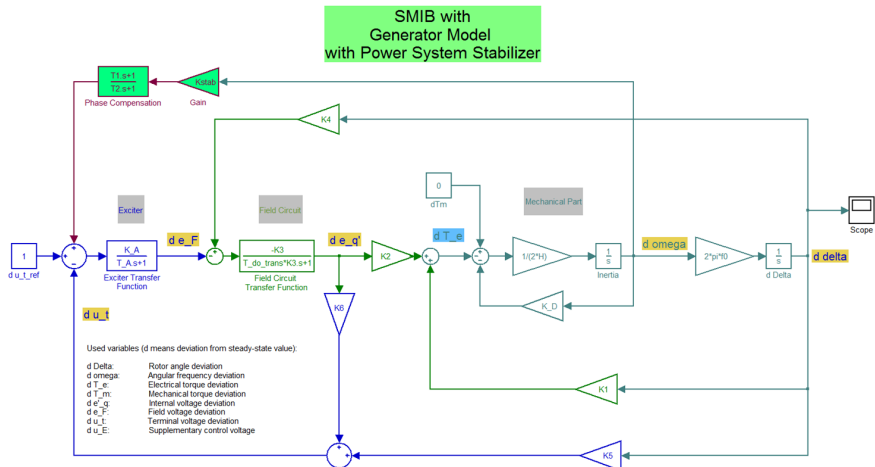 SMIB with
Generator Model
with Power System Stabilizer
T1.s+1
T2.s+1
Phase Compensation
Kstab
Gain
K4
0
dTm
Exciter
Field Circuit
Mechanical Part
Scope
1
d u_t_ref
+
+
-
K_A
T_A.s+1
Exciter Transfer
Function
d e_F
-
-
-K3
T_do_trans*K3.s+1
Field Circuit
Transfer Function
d e_q'
K2
+
+
d T_e
+
-
-
1/(2*H)
1
s
Inertia
d omega
2*pi*f0
1
s
d Delta
d delta
K_D
K6
d u_t
K1
K5
+
+
Used variables (d means deviation from steady-state value):
d Delta: Rotor angle deviation
d omega: Angular frequency deviation
d T_e: Electrical torque deviation
d T_m: Mechanical torque deviation
d e'_q: Internal voltage deviation
d e_F: Field voltage deviation
d u_t: Terminal voltage deviation
d u_E: Supplementary control voltage